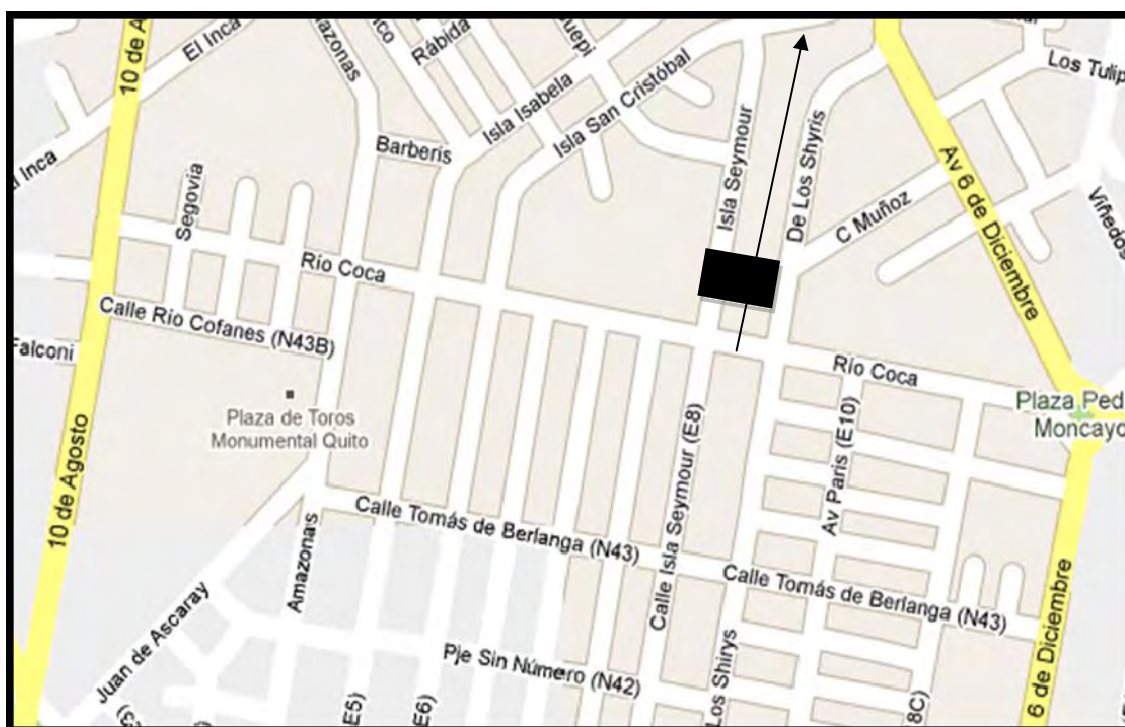 10 de A
El Inca
Amazonas
nco
Rábida
uepi
Isla Isabela
Isla San Cristóbal
Isla Seymour
De Los Shyris
Los Tulip
Barberis
Av 6 de Diciembre
El Inca
Segovia
C Muñoz
Viñedos
Río Coca
Calle Río Cofanes (N43B)
Falconi
Río Coca
Plaza de Toros
Monumental Quito
Plaza Ped
Moncayo
10 de Agosto
Calle Isla Seymour (E8)
Av Paris (E10)
Calle Tomás de Berlanga (N43)
Calle Tomás de Berlanga (N43)
Amazonas
Juan de Ascaray
Pje Sin Número (N42)
Los Shirys
6 de Diciembre
E5)
E6)
8C)